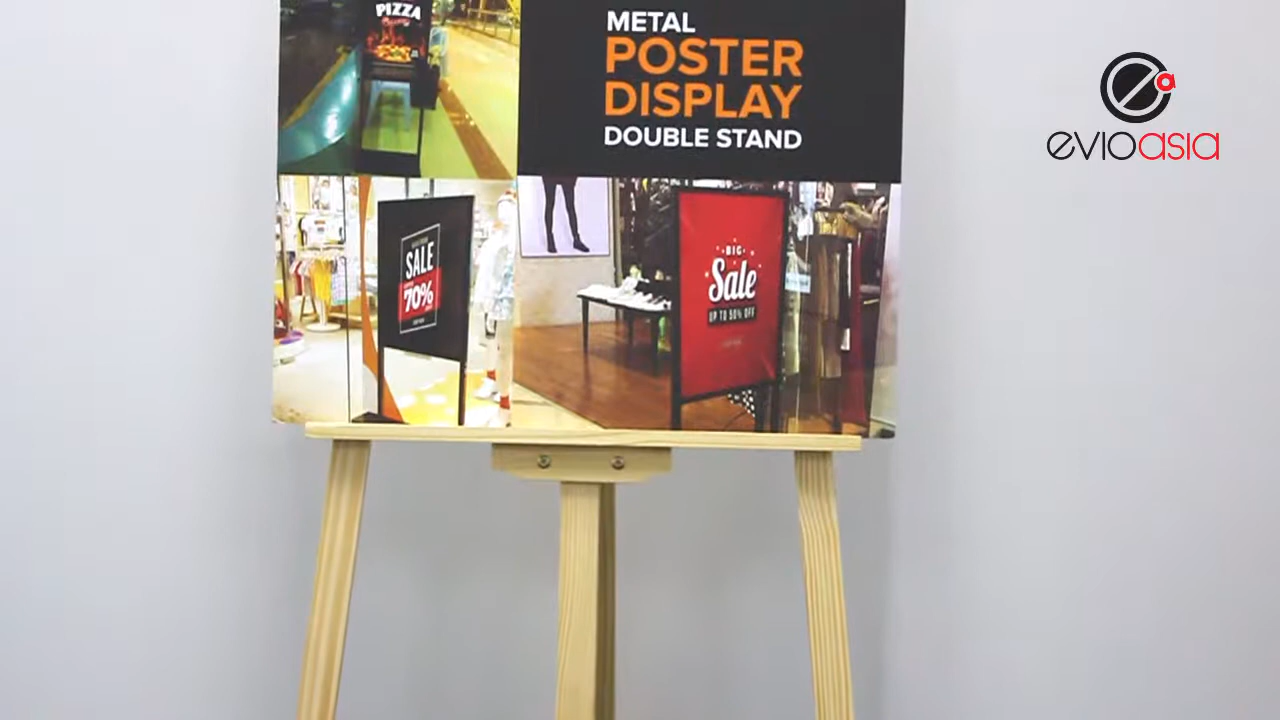 PIZZA
METAL
POSTER
DISPLAY
DOUBLE STAND
evioasia
SALE
70%
BIG
Sale
UP TO 50% OFF